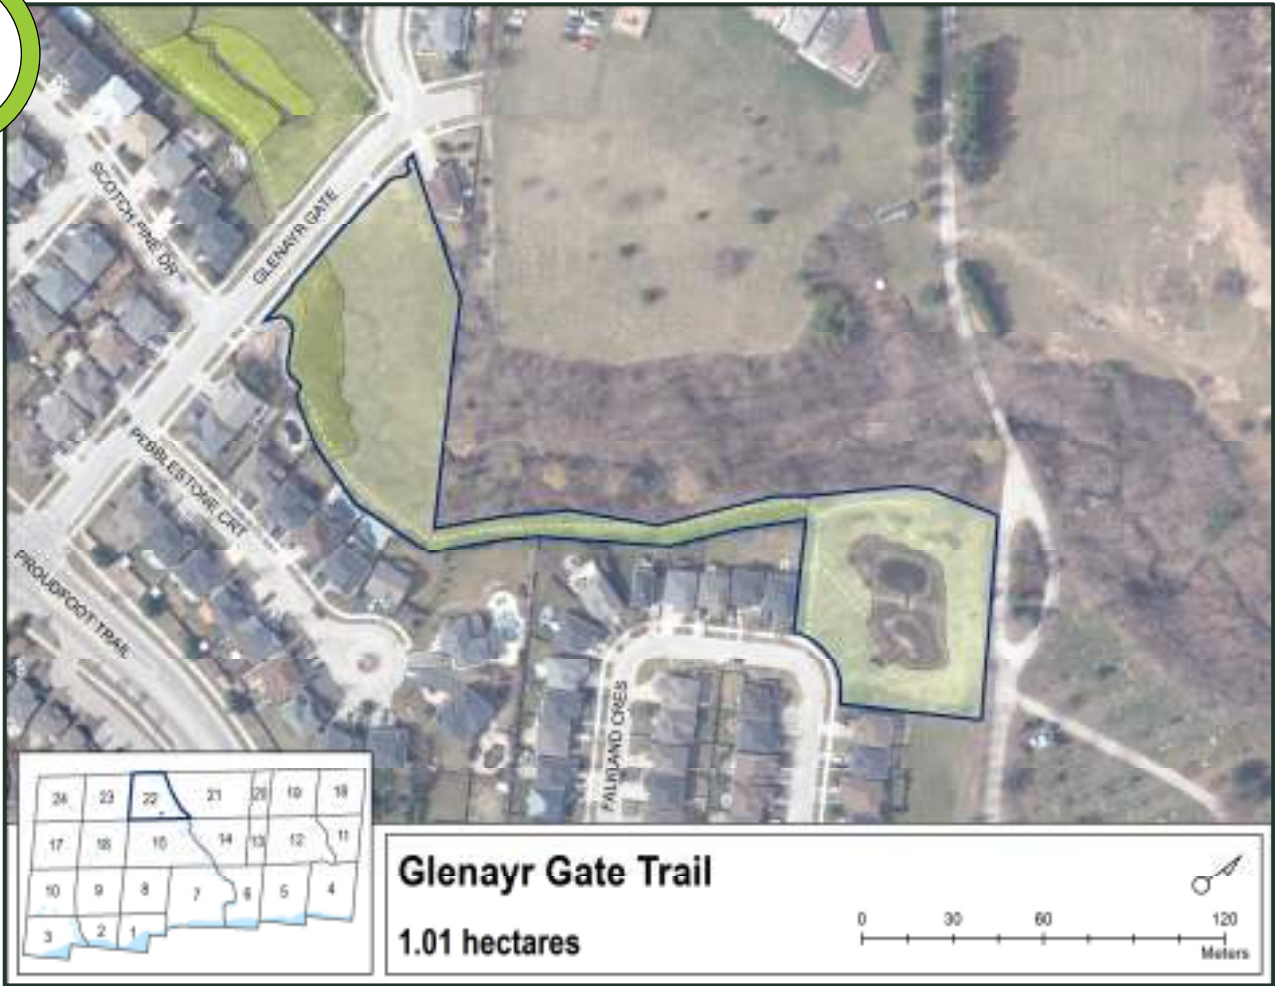 SCOTCH PINE DR
GLENAYR GATE
PEBBLESTONE CRT
PROUDFOOT TRAIL
FALKLAND CRES
24 23 22 21 20 19 18
17 16 15 14 13 12 11
10 9 8 7 6 5 4
3 2 1
Glenayr Gate Trail
1.01 hectares
0 30 60 120
Meters